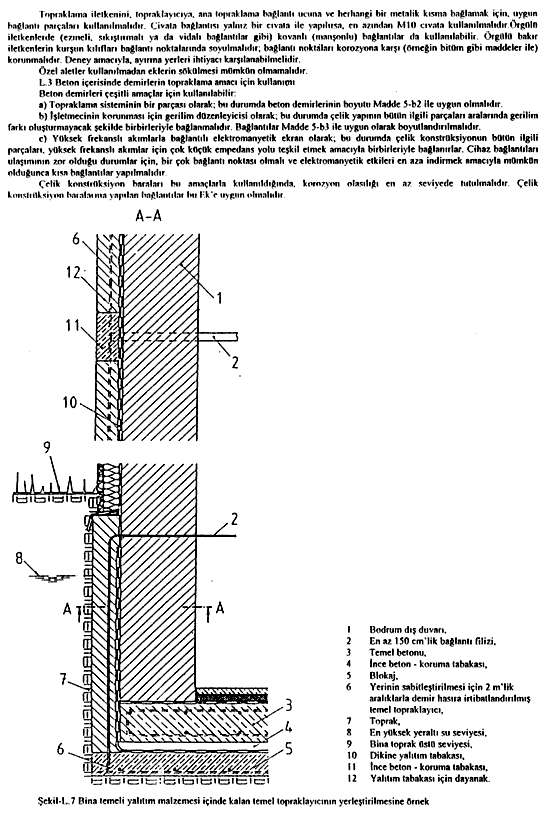 Topraklama iletkenini, topraklayıcıya, ana topraklama bağlantı ucuna ve herhangi bir metalik kısma bağlamak için, uygun
bağlantı parçaları kullanılmalıdır. Civata bağlantısı yalnız bir cıvata ile yapılırsa, en azından M10 cıvata kullanılmalıdır.Örgülü
iletkenlerde (ezmeli, sıkıştırmalı ya da vidalı bağlantılar gibi) kovanlı (manşonlu) bağlantılar da kullanılabilir. Örgülü bakır
iletkenlerin kurşun kılıfları bağlantı noktalarında soyulmalıdır; bağlantı noktaları korozyona karşı (örneğin bitüm gibi maddeler ile)
korunmalıdır. Deney amacıyla, ayırma yerleri ihtiyacı karşılanabilmelidir.
Özel aletler kullanılmadan eklerin sökülmesi mümkün olmamalıdır.
L.3 Beton içerisinde demirlerin topraklama amacı için kullanımı
Beton demirleri çeşitli amaçlar için kullanılabilir:
a) Topraklama sisteminin bir parçası olarak; bu durumda beton demirlerinin boyutu Madde 5-b2 ile uygun olmalıdır.
b) İşletmecinin korunması için gerilim düzenleyicisi olarak; bu durumda çelik yapının bütün ilgili parçaları aralarında gerilim
farkı oluşturmayacak şekilde birbirleriyle bağlanmalıdır. Bağlantılar Madde 5-b3 ile uygun olarak boyutlandırılmalıdır.
c) Yüksek frekanslı akımlarla bağlantılı elektromanyetik ekran olarak; bu durumda çelik konstrüksiyonun bütün ilgili
parçaları, yüksek frekanslı akımlar için çok küçük empedans yolu teşkil etmek amacıyla birbirleriyle bağlanırlar. Cihaz bağlantıları
ulaşımının zor olduğu durumlar için, bir çok bağlantı noktası olmalı ve elektromanyetik etkileri en aza indirmek amacıyla mümkün
olduğunca kısa bağlantılar yapılmalıdır.
Çelik konstrüksiyon baraları bu amaçlarla kullanıldığında, korozyon olasılığı en az seviyede tutulmalıdır. Çelik
konstrüksiyon baralarına yapılan bağlantılar bu Ek'e uygun olmalıdır.
A-A
6
12
1
11
2
10
9
2
8
A
A
7
3
4
6
5
1 Bodrum dış duvarı,
2 En az 150 cm'lik bağlantı filizi,
3 Temel betonu,
4 İnce beton - koruma tabakası,
5 Blokaj,
6 Yerinin sabitleştirilmesi için 2 m'lik
aralıklarla demir hasıra irtibatlandırılmış
temel topraklayıcı,
7 Toprak,
8 En yüksek yeraltı su seviyesi,
9 Bina toprak üstü seviyesi,
10 Dikine yalıtım tabakası,
11 İnce beton - koruma tabakası,
12 Yalıtım tabakası için dayanak.
Şekil-L.7 Bina temeli yalıtım malzemesi içinde kalan temel topraklayıcının yerleştirilmesine örnek